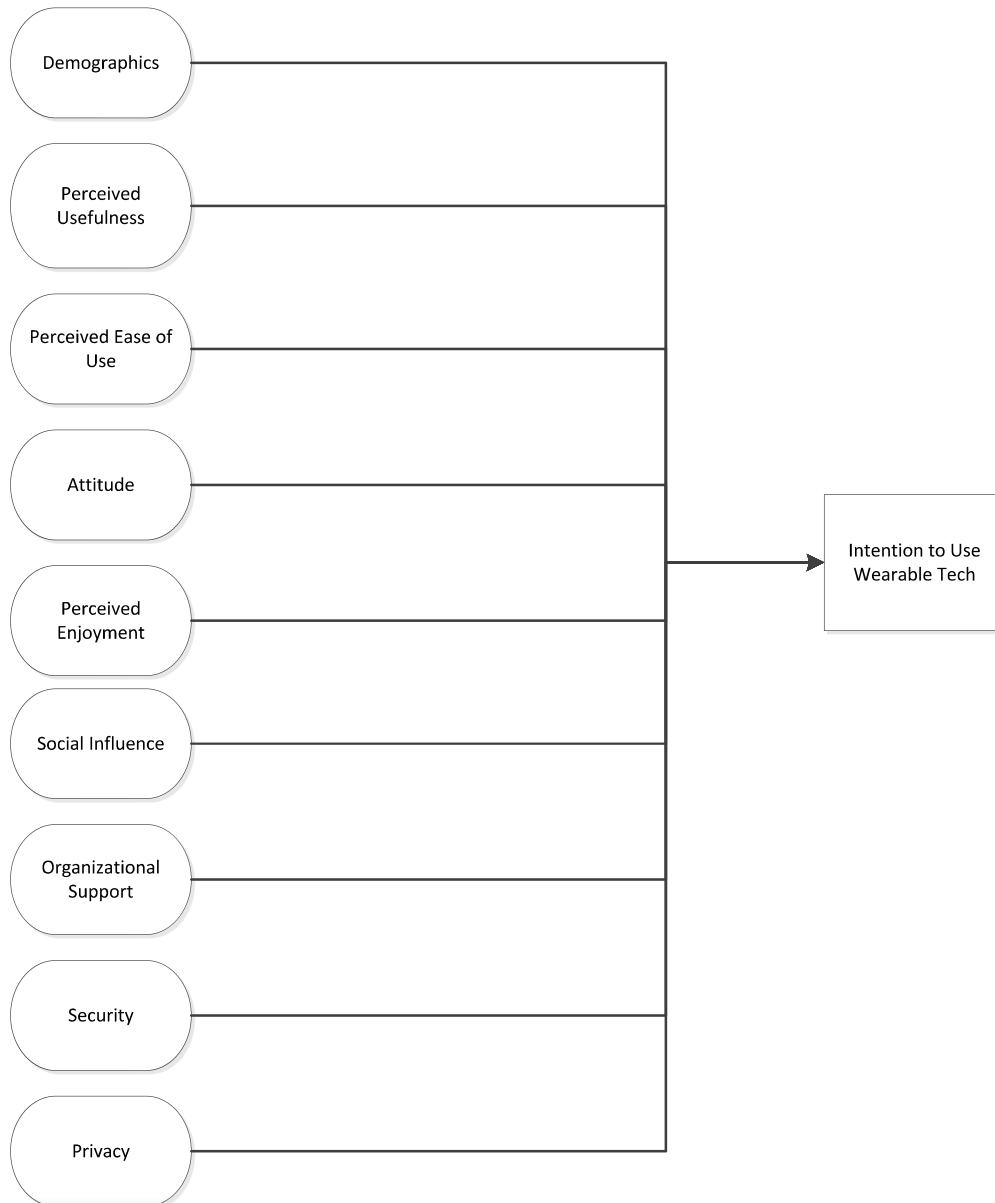 Demographics
Perceived
Usefulness
Perceived Ease of
Use
Attitude
Perceived
Enjoyment
Social Influence
Organizational
Support
Security
Privacy
Intention to Use
Wearable Tech